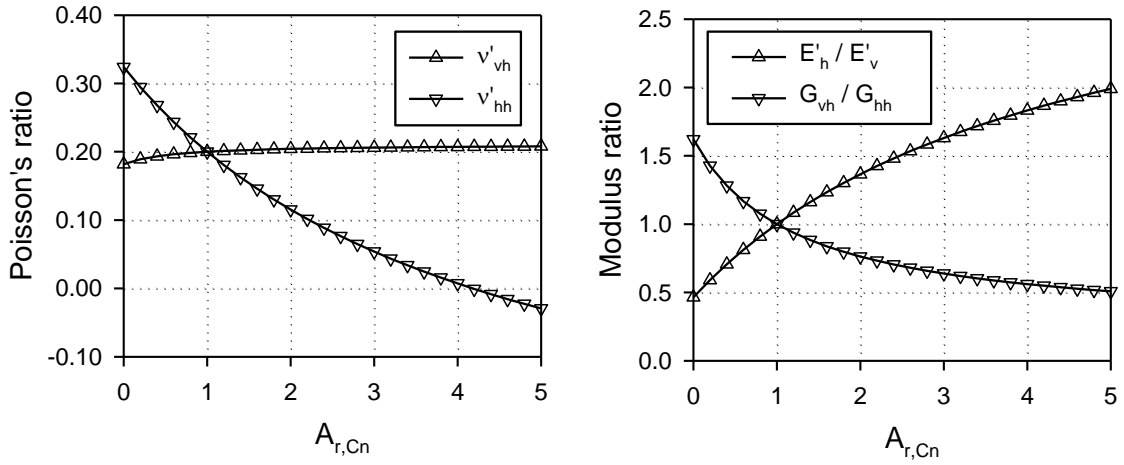 Poisson's ratio
0.40
0.30
0.20
0.10
0.00
-0.10
ν'vh
ν'hh
0 1 2 3 4 5
Ar,Cn
Modulus ratio
2.5
2.0
1.5
1.0
0.5
0.0
E'h / E'v
Gvh / Ghh
0 1 2 3 4 5
Ar,Cn